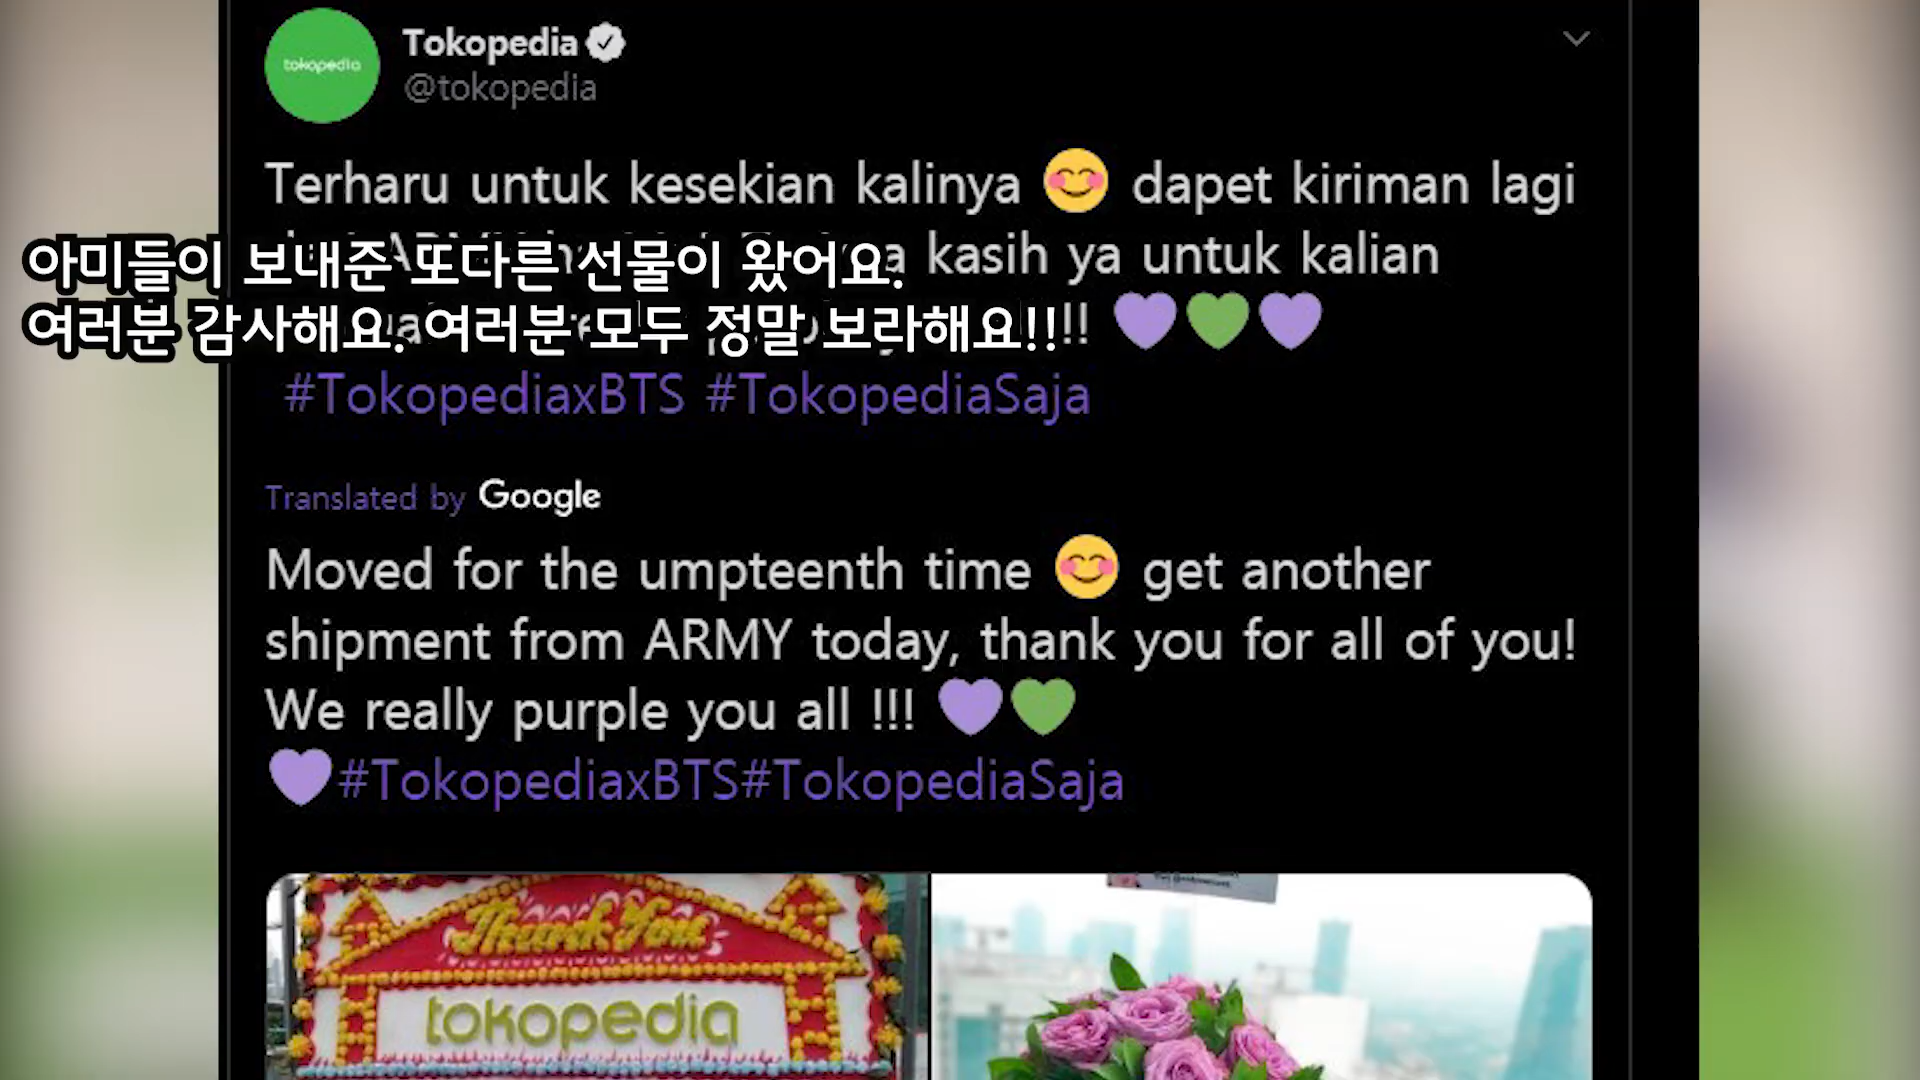 tokopedia
Tokopedia
@tokopedia
Terharu untuk kesekian kalinya 😊 dapet kiriman lagi
kasih ya untuk kalian
!! 💜💚💜
아미들이 보내준 또다른 선물이 왔어요.
여러분 감사해요. 여러분 모두 정말 보라해요!!
#TokopediaxBTS #TokopediaSaja
Translated by Google
Moved for the umpteenth time 😊 get another
shipment from ARMY today, thank you for all of you!
We really purple you all !!! 💜💚
💜#TokopediaxBTS#TokopediaSaja
Thank You
tokopedia